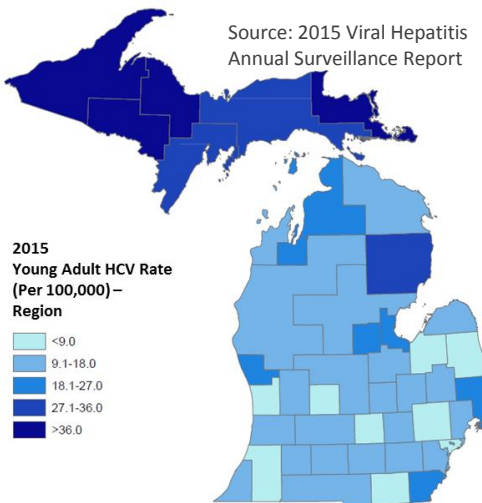 Source: 2015 Viral Hepatitis
Annual Surveillance Report
2015
Young Adult HCV Rate
(Per 100,000) –
Region
<9.0
9.1-18.0
18.1-27.0
27.1-36.0
>36.0